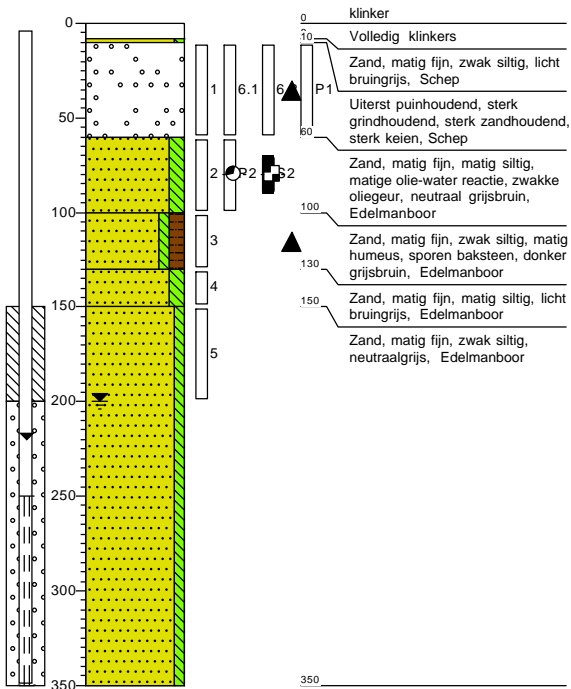 klinker
0
0
Volledig klinkers
10
Zand, matig fijn, zwak siltig, licht
bruingrijs, Schep
1
6.1
P1
50
Uiterst puinhoudend, sterk
grindhoudend, sterk zandhoudend,
sterk keien, Schep
60
Zand, matig fijn, matig siltig,
matige olie-water reactie, zwakke
oliegeur, neutraal grijsbruin,
Edelmanboor
2
100
100
Zand, matig fijn, zwak siltig, matig
humeus, sporen baksteen, donker
grijsbruin, Edelmanboor
3
130
Zand, matig fijn, matig siltig, licht
bruingrijs, Edelmanboor
4
150
150
Zand, matig fijn, zwak siltig,
neutraalgrijs, Edelmanboor
5
200
250
300
350
350